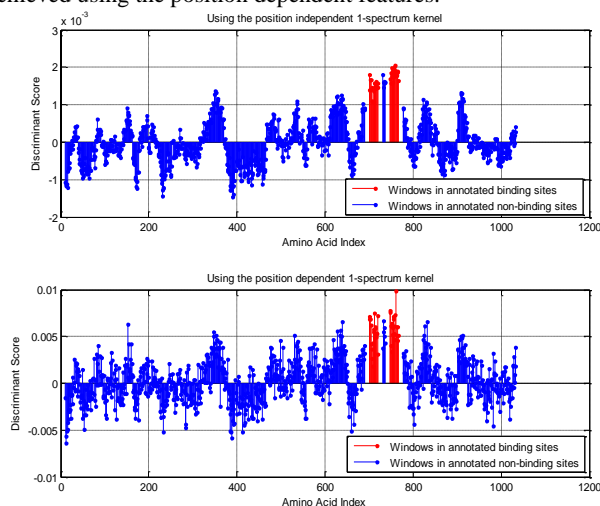 achieved using the position dependent features.
Using the position independent 1-spectrum kernel
x 10^-3
3
2
1
0
-1
-2
Discriminant Score
Windows in annotated binding sites
Windows in annotated non-binding sites
0 200 400 600 800 1000 1200
Amino Acid Index
Using the position dependent 1-spectrum kernel
0.01
0.005
0
-0.005
-0.01
Discriminant Score
Windows in annotated binding sites
Windows in annotated non-binding sites
0 200 400 600 800 1000 1200
Amino Acid Index